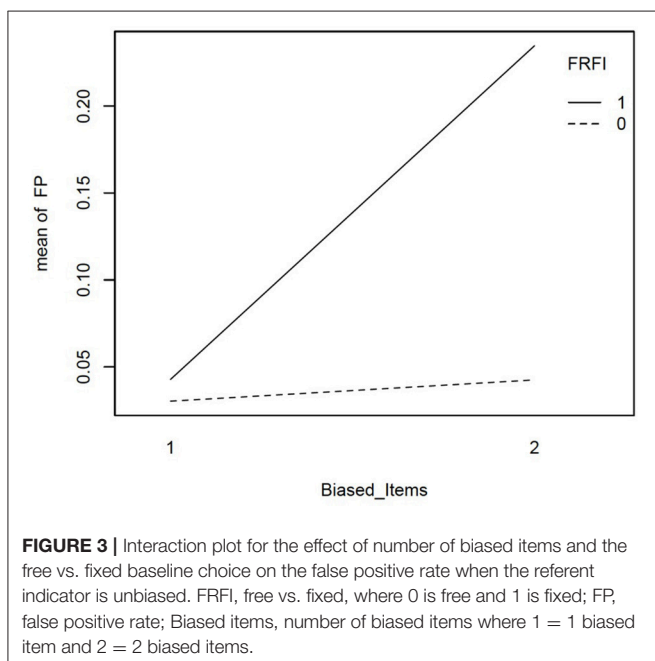 FRFI
1
0
0.20
0.15
0.10
0.05
mean of FP
1 2
Biased_Items
FIGURE 3 | Interaction plot for the effect of number of biased items and the
free vs. fixed baseline choice on the false positive rate when the referent
indicator is unbiased. FRFI, free vs. fixed, where 0 is free and 1 is fixed; FP,
false positive rate; Biased items, number of biased items where 1 = 1 biased
item and 2 = 2 biased items.